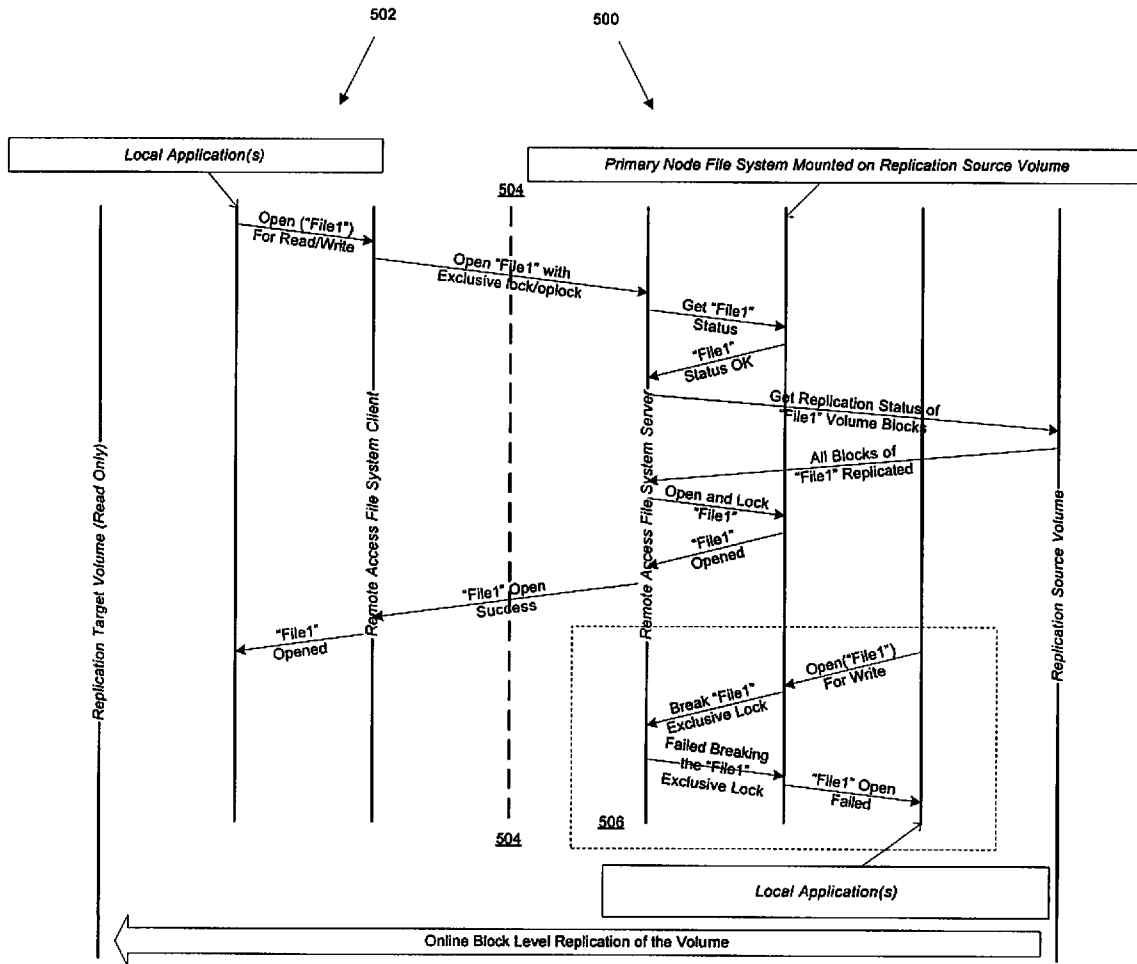 502
500
Local Application(s)
Primary Node File System Mounted on Replication Source Volume
504
Open ("File1")
For Read/Write
Open "File1" with
Exclusive lock/oplock
Get "File1"
Status
"File1"
Status OK
Get Replication Status of
"File1" Volume Blocks
All Blocks of
"File1" Replicated
Open and Lock
"File1"
"File1"
Opened
"File1" Open
Success
"File1"
Opened
Replication Target Volume (Read Only)
Remote Access File System Client
Remote Access File System Server
Replication Source Volume
Open("File1")
For Write
Break "File1"
Exclusive Lock
Failed Breaking
the "File1"
Exclusive Lock
"File1" Open
Failed
506
504
Local Application(s)
Online Block Level Replication of the Volume